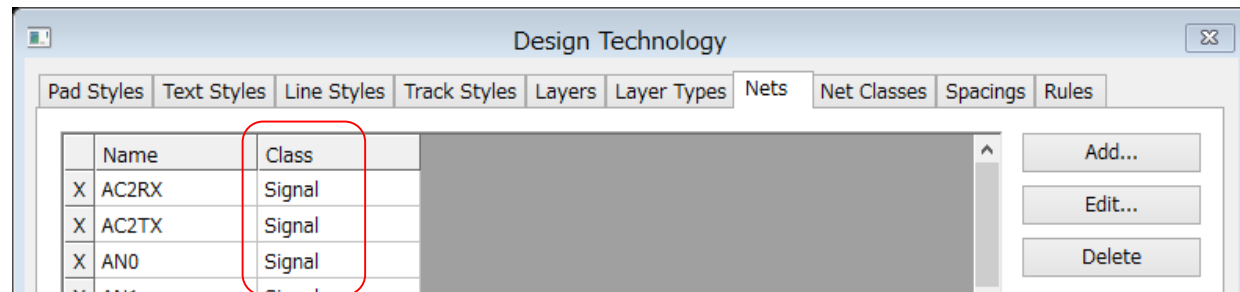 Design Technology
Pad Styles Text Styles Line Styles Track Styles Layers Layer Types Nets Net Classes Spacings Rules
Name Class Add...
X AC2RX Signal
Edit...
X AC2TX Signal
X AN0 Signal Delete